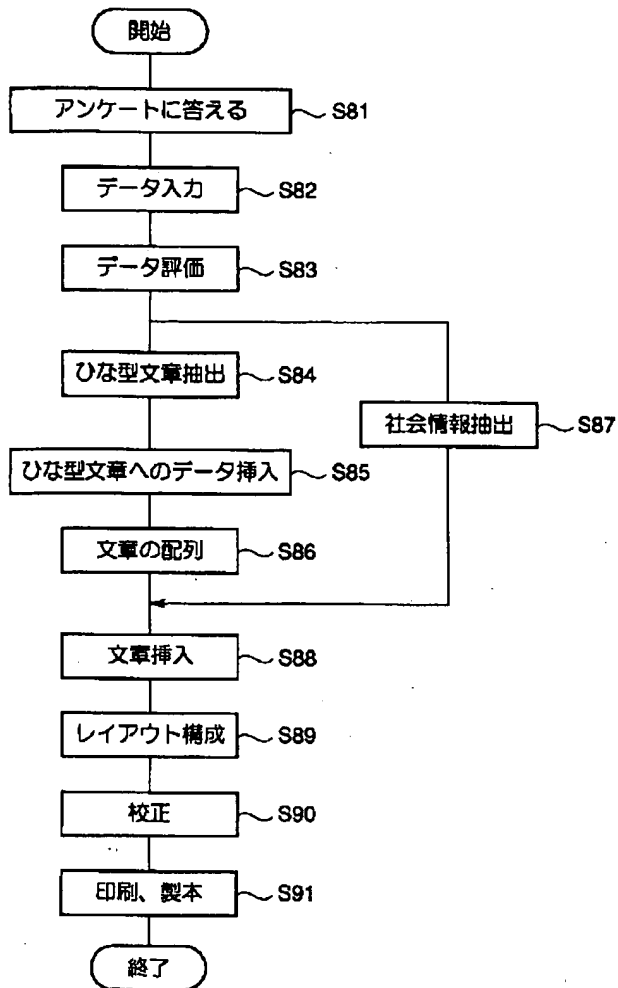 開始
アンケートに答える S81
データ入力 S82
データ評価 S83
ひな型文章抽出 S84
社会情報抽出 S87
ひな型文章へのデータ挿入 S85
文章の配列 S86
文章挿入 S88
レイアウト構成 S89
校正 S90
印刷、製本 S91
終了